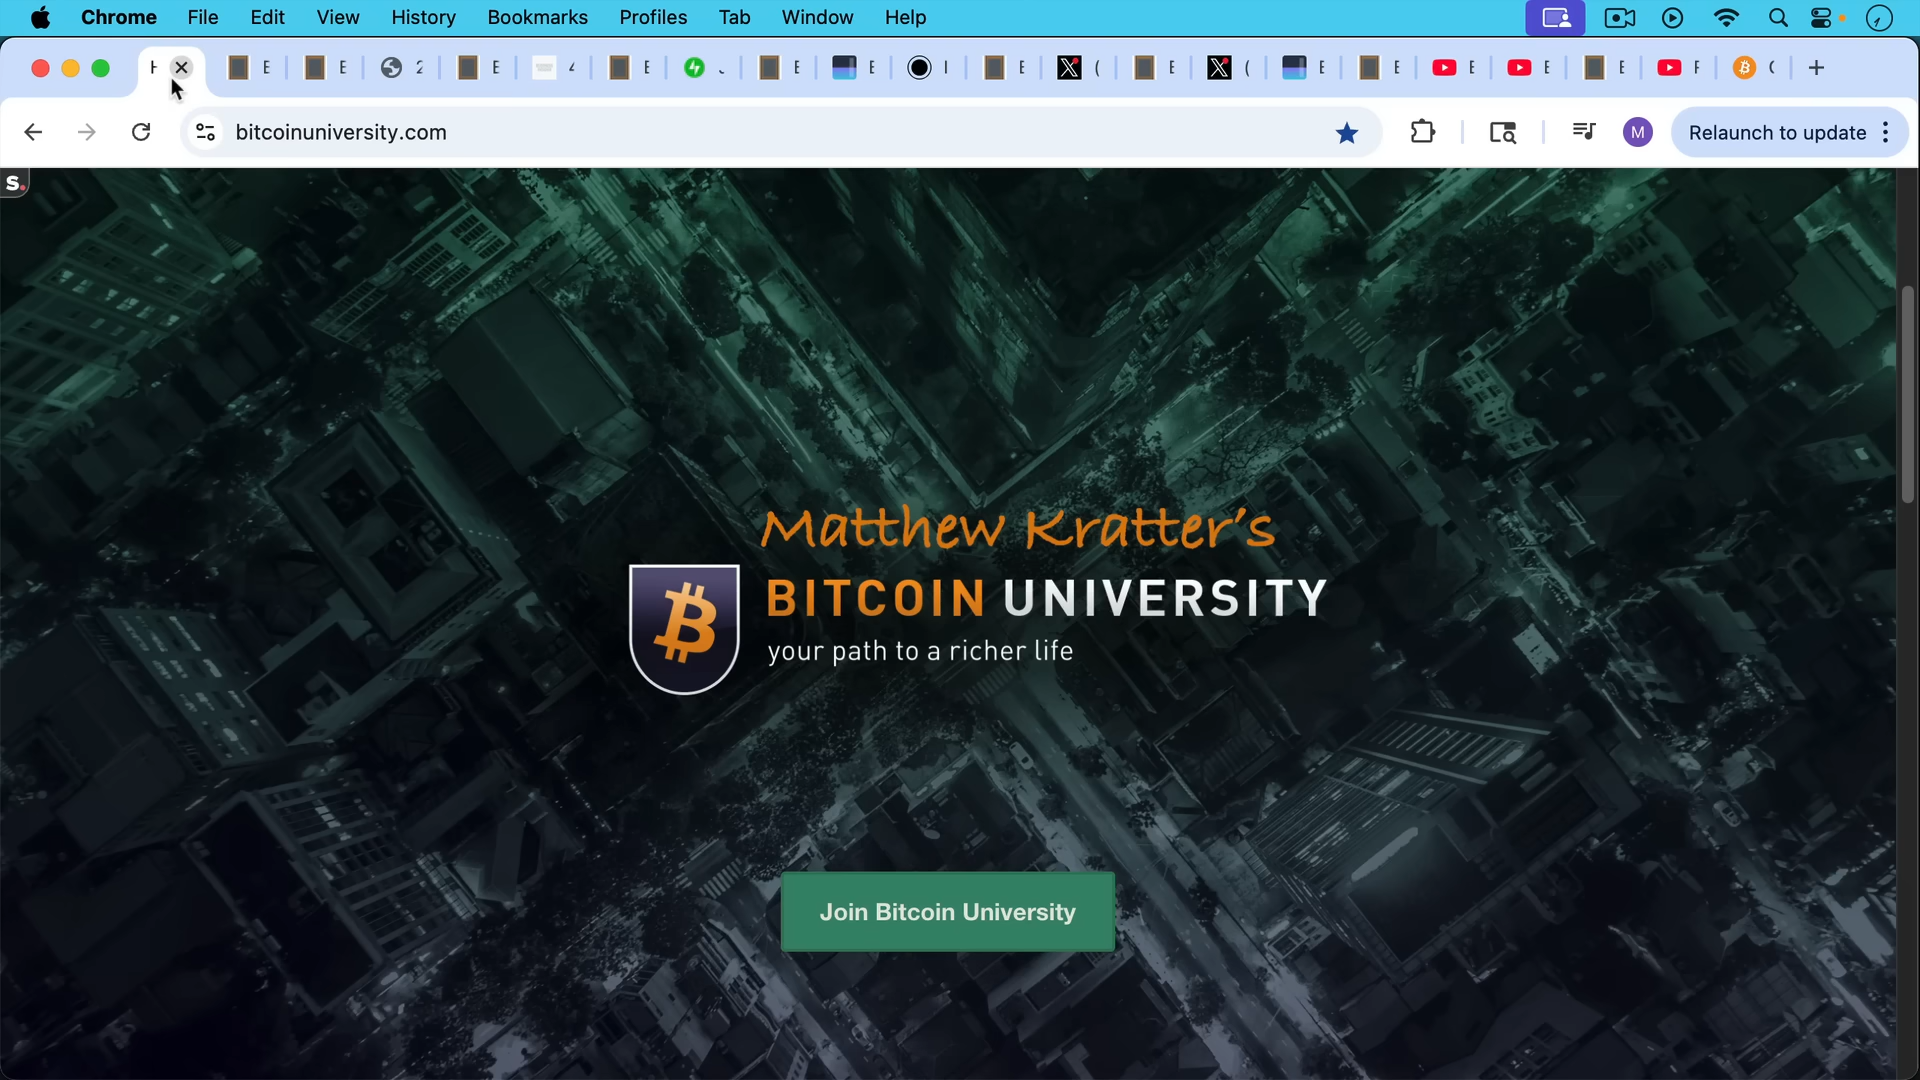 Chrome File Edit View History Bookmarks Profiles Tab Window Help
bitcoinuniversity.com
M
Relaunch to update
s.
Matthew Kratter's
BITCOIN UNIVERSITY
your path to a richer life
Join Bitcoin University